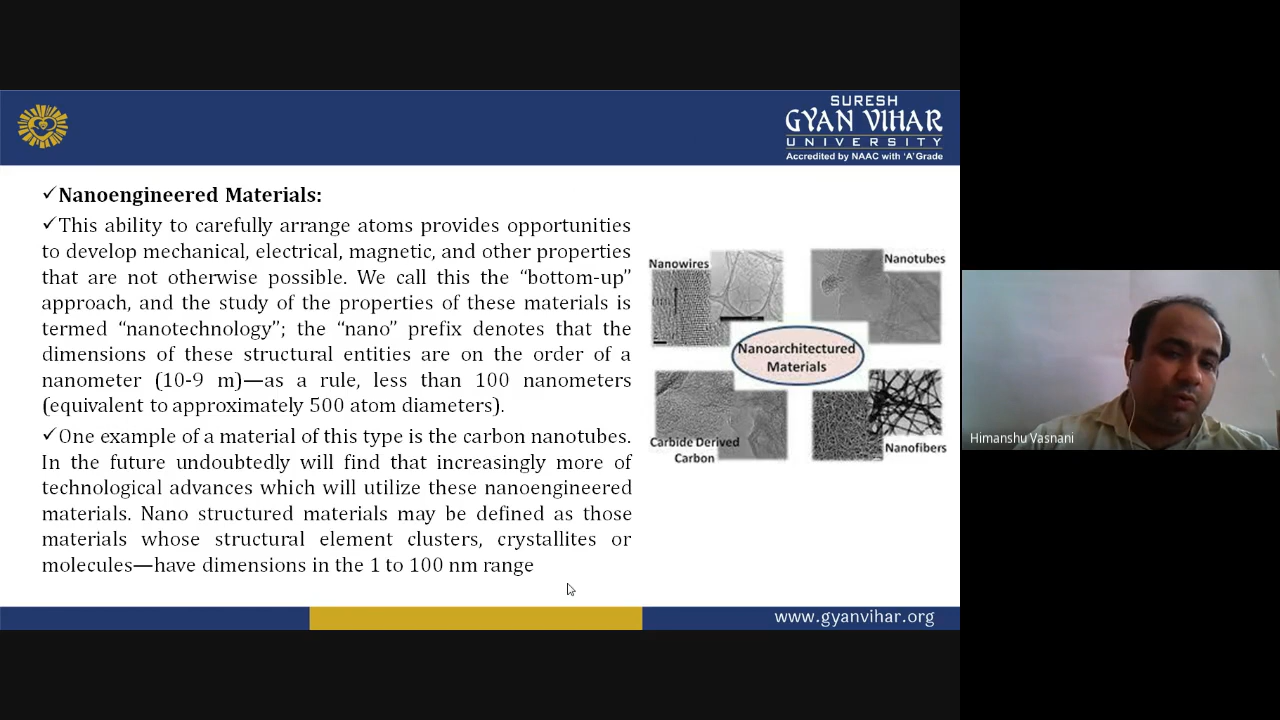 SURESH
GYAN VIHAR
UNIVERSITY
Accredited by NAAC with 'A' Grade
✓Nanoengineered Materials:
✓This ability to carefully arrange atoms provides opportunities
to develop mechanical, electrical, magnetic, and other properties
that are not otherwise possible. We call this the “bottom-up”
approach, and the study of the properties of these materials is
termed “nanotechnology”; the “nano” prefix denotes that the
dimensions of these structural entities are on the order of a
nanometer (10-9 m)—as a rule, less than 100 nanometers
(equivalent to approximately 500 atom diameters).
✓One example of a material of this type is the carbon nanotubes.
In the future undoubtedly will find that increasingly more of
technological advances which will utilize these nanoengineered
materials. Nano structured materials may be defined as those
materials whose structural element clusters, crystallites or
molecules—have dimensions in the 1 to 100 nm range
Nanowires
Nanotubes
Nanoarchitectured
Materials
Carbide Derived
Carbon
Nanofibers
Himanshu Vasnani
www.gyanvihar.org